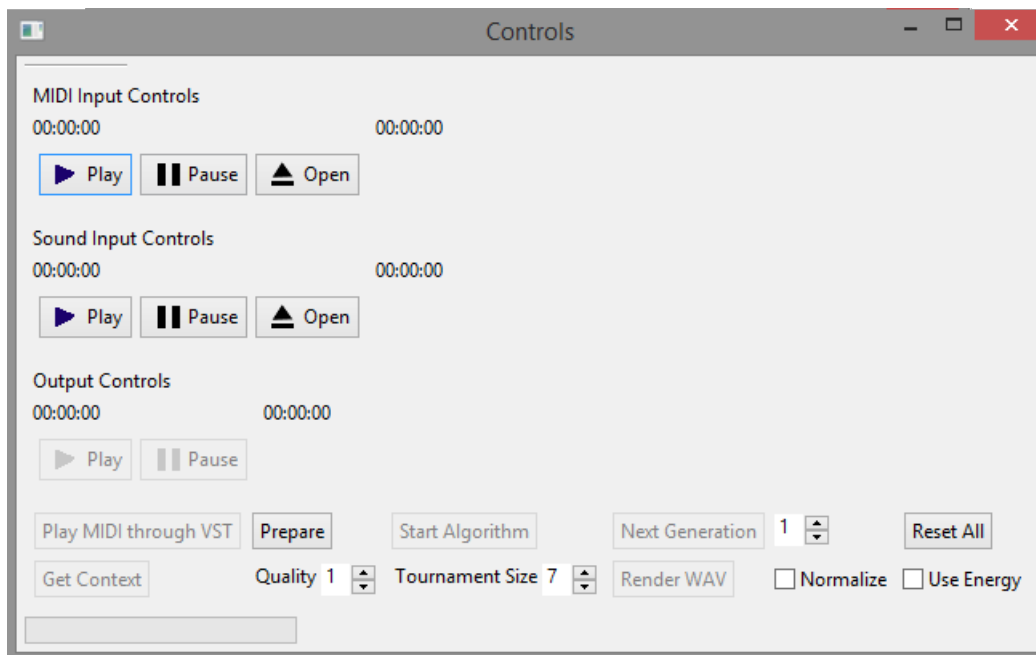 Controls
MIDI Input Controls
00:00:00 00:00:00
Play Pause Open
Sound Input Controls
00:00:00 00:00:00
Play Pause Open
Output Controls
00:00:00 00:00:00
Play Pause
Play MIDI through VST Prepare Start Algorithm Next Generation 1 Reset All
Get Context Quality 1 Tournament Size 7 Render WAV Normalize Use Energy